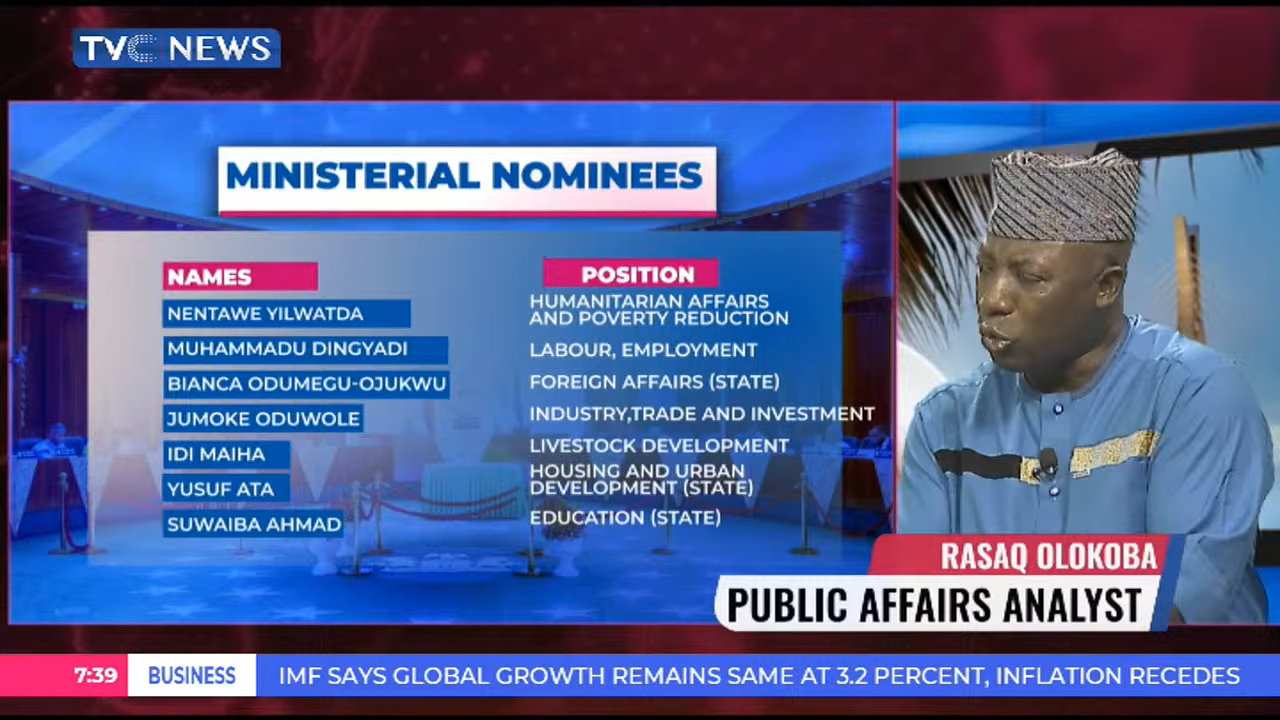 TVC NEWS
MINISTERIAL NOMINEES
NAMES
POSITION
NENTAWE YILWATDA
HUMANITARIAN AFFAIRS
AND POVERTY REDUCTION
MUHAMMADU DINGYADI
LABOUR, EMPLOYMENT
BIANCA ODUMEGU-OJUKWU
FOREIGN AFFAIRS (STATE)
JUMOKE ODUWOLE
INDUSTRY,TRADE AND INVESTMENT
IDI MAIHA
LIVESTOCK DEVELOPMENT
YUSUF ATA
HOUSING AND URBAN
DEVELOPMENT (STATE)
SUWAIBA AHMAD
EDUCATION (STATE)
RASAQ OLOKOBA
PUBLIC AFFAIRS ANALYST
7:39 BUSINESS IMF SAYS GLOBAL GROWTH REMAINS SAME AT 3.2 PERCENT, INFLATION RECEDES